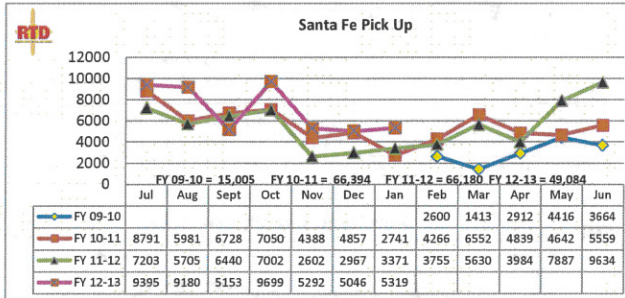 RTD
Santa Fe Pick Up
12000
10000
8000
6000
4000
2000
0
FY 09-10 = 15,005 FY 10-11 = 66,394 FY 11-12 = 66,180 FY 12-13 = 49,084
Jul Aug Sept Oct Nov Dec Jan Feb Mar Apr May Jun
FY 09-10 2600 1413 2912 4416 3664
FY 10-11 8791 5981 6728 7050 4388 4857 2741 4266 6552 4839 4642 5559
FY 11-12 7203 5705 6440 7002 2602 2967 3371 3755 5630 3984 7887 9634
FY 12-13 9395 9180 5153 9699 5292 5046 5319